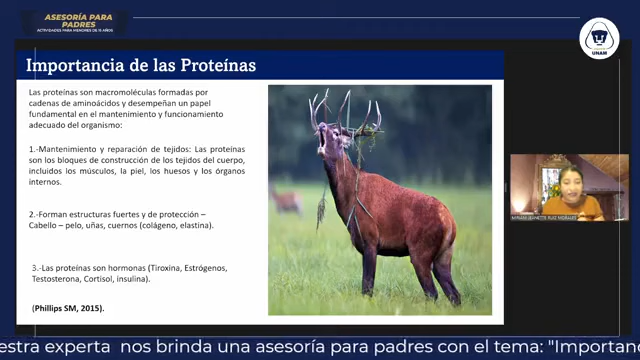 ASESORÍA PARA
PADRES
ACTIVIDADES PARA MENORES DE 15 AÑOS
UNAM
Importancia de las Proteínas
Las proteínas son macromoléculas formadas por
cadenas de aminoácidos y desempeñan un papel
fundamental en el mantenimiento y funcionamiento
adecuado del organismo:
1.-Mantenimiento y reparación de tejidos: Las proteínas
son los bloques de construcción de los tejidos del cuerpo,
incluidos los músculos, la piel, los huesos y los órganos
internos.
2.-Forman estructuras fuertes y de protección –
Cabello – pelo, uñas, cuernos (colágeno, elastina).
3.-Las proteínas son hormonas (Tiroxina, Estrógenos,
Testosterona, Cortisol, insulina).
(Phillips SM, 2015).
MIRIAM JEANETTE RUIZ MORALES
estra experta nos brinda una asesoría para padres con el tema: "Importanc